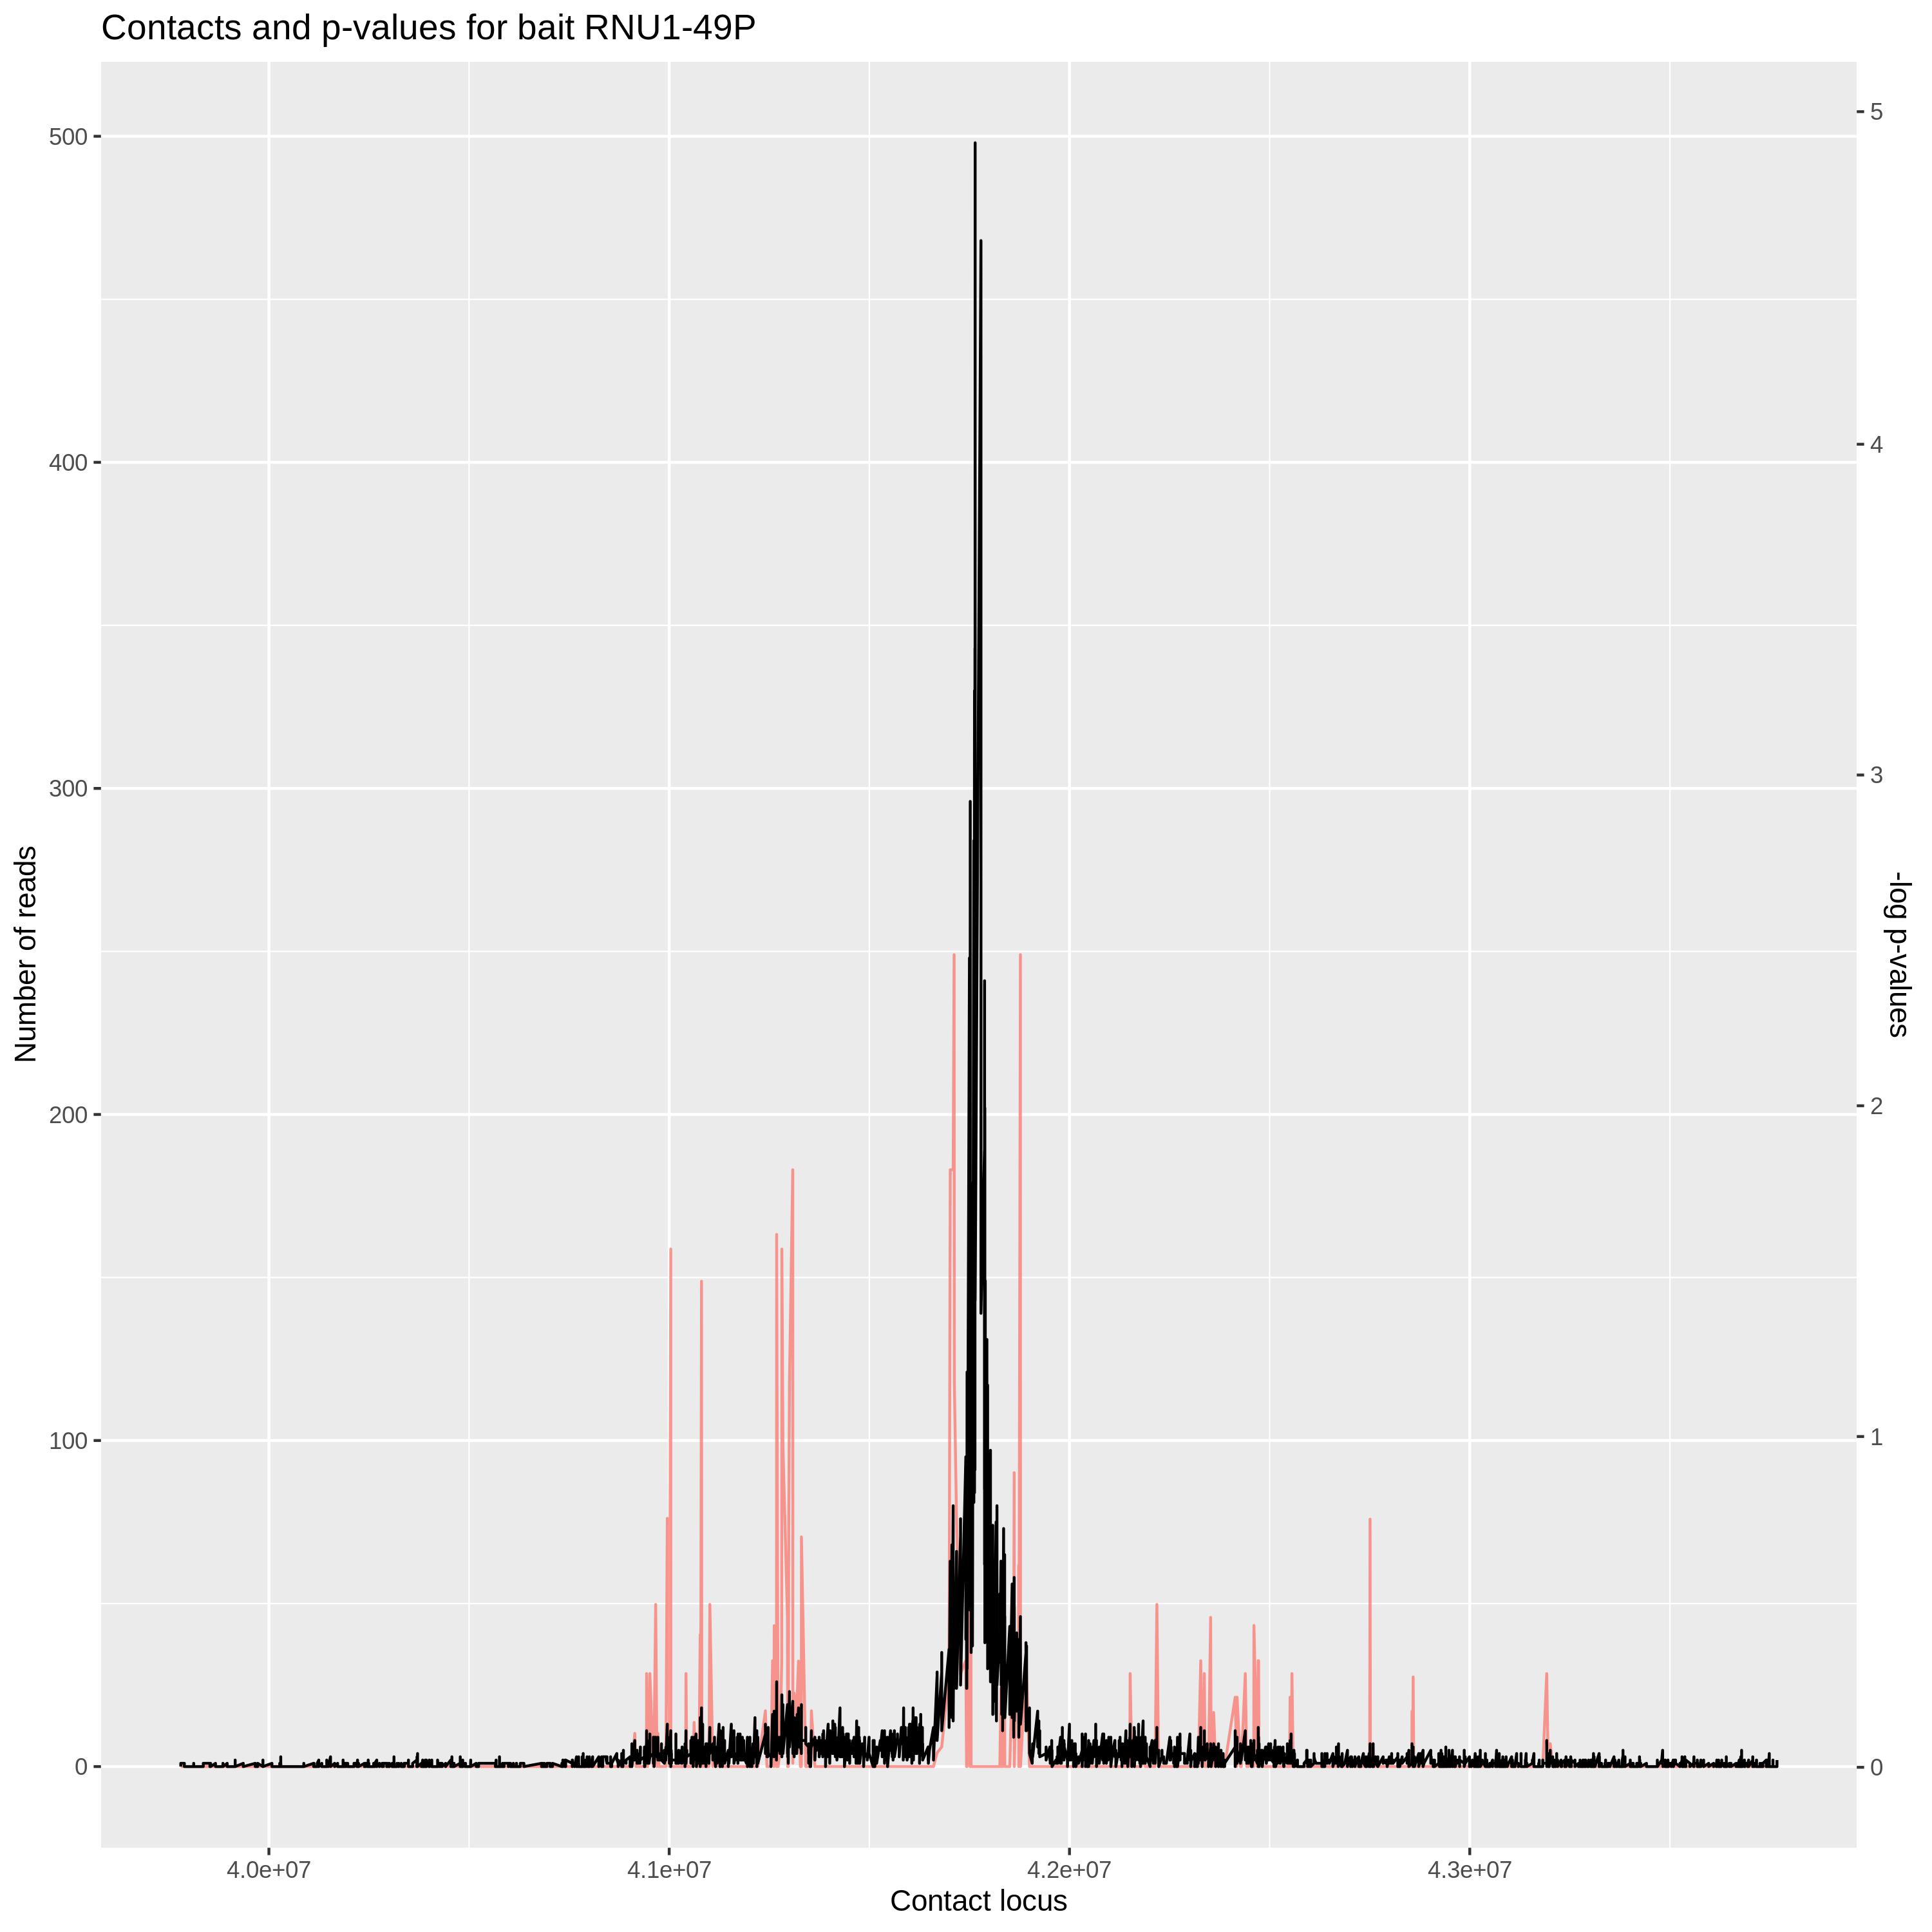 Contacts and p-values for bait RNU1-49P
500
400
300
200
100
0
Number of reads
5
4
3
2
1
0
-log p-values
4.0e+07
4.1e+07
4.2e+07
4.3e+07
Contact locus